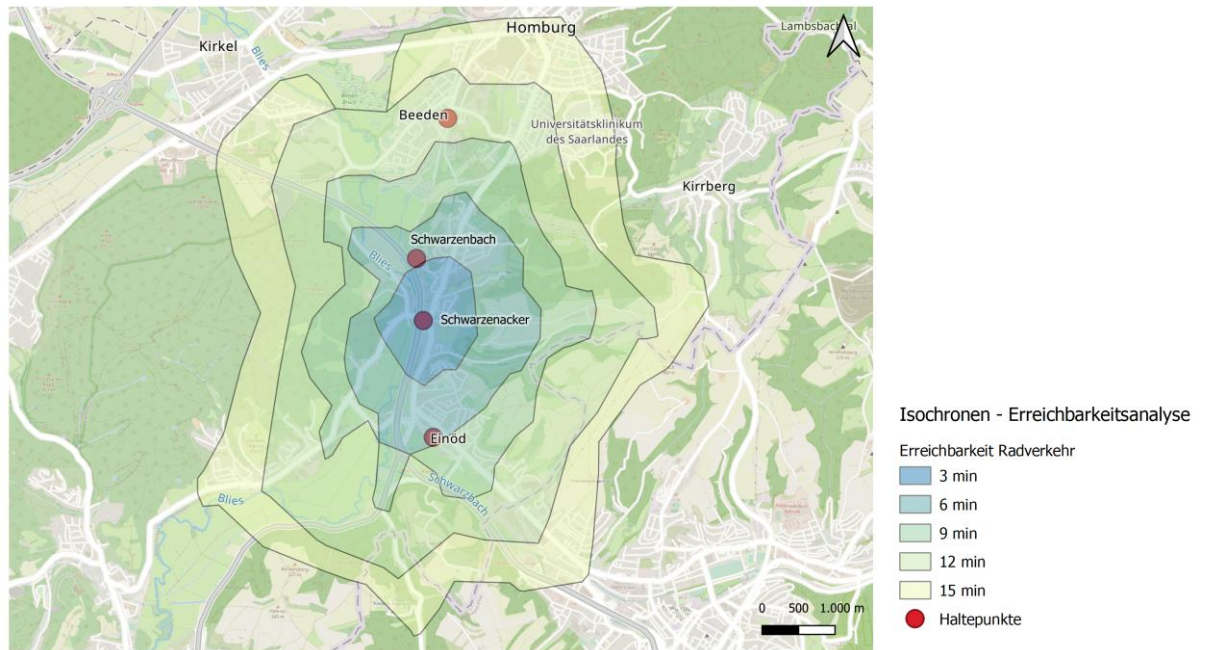 Homburg
Lambsbachtal
Kirkel
Blies
Beeden
Universitätsklinikum
des Saarlandes
Kirrberg
Schwarzenbach
Blies
Schwarzenacker
Einöd
Schwarzbach
Blies
0 500 1.000 m
Isochronen - Erreichbarkeitsanalyse
Erreichbarkeit Radverkehr
3 min
6 min
9 min
12 min
15 min
Haltepunkte